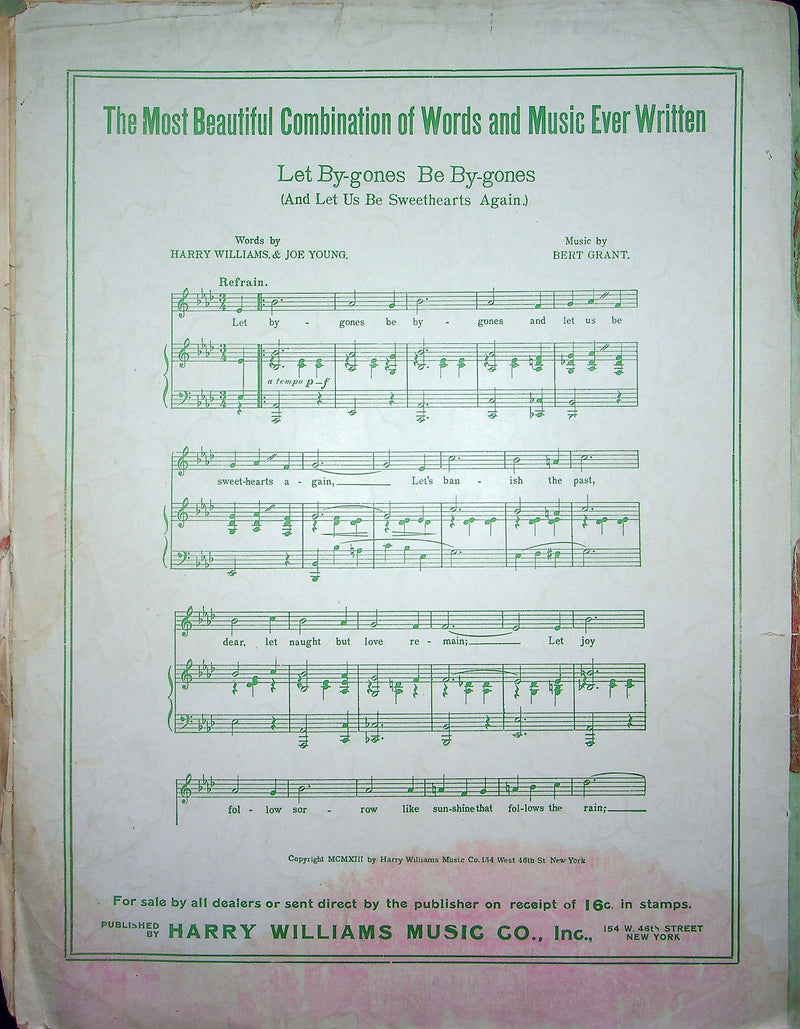 The Most Beautiful Combination of Words and Music Ever Written
Let By-gones Be By-gones
(And Let Us Be Sweethearts Again.)
Words by
HARRY WILLIAMS. & JOE YOUNG.
Music by
BERT GRANT.
Refrain.
Let by - gones be by - gones and let us be
a tempo p-f
sweet-hearts a - gain, Let's ban - ish the past,
dear, let naught but love re - main; Let joy
fol - low sor - row like sun-shine that fol-lows the rain;
Copyright MCMXIII by Harry Williams Music Co. 154 West 46th St New York
For sale by all dealers or sent direct by the publisher on receipt of 16c. in stamps.
PUBLISHED BY HARRY WILLIAMS MUSIC CO., Inc., 154 W. 46th STREET NEW YORK